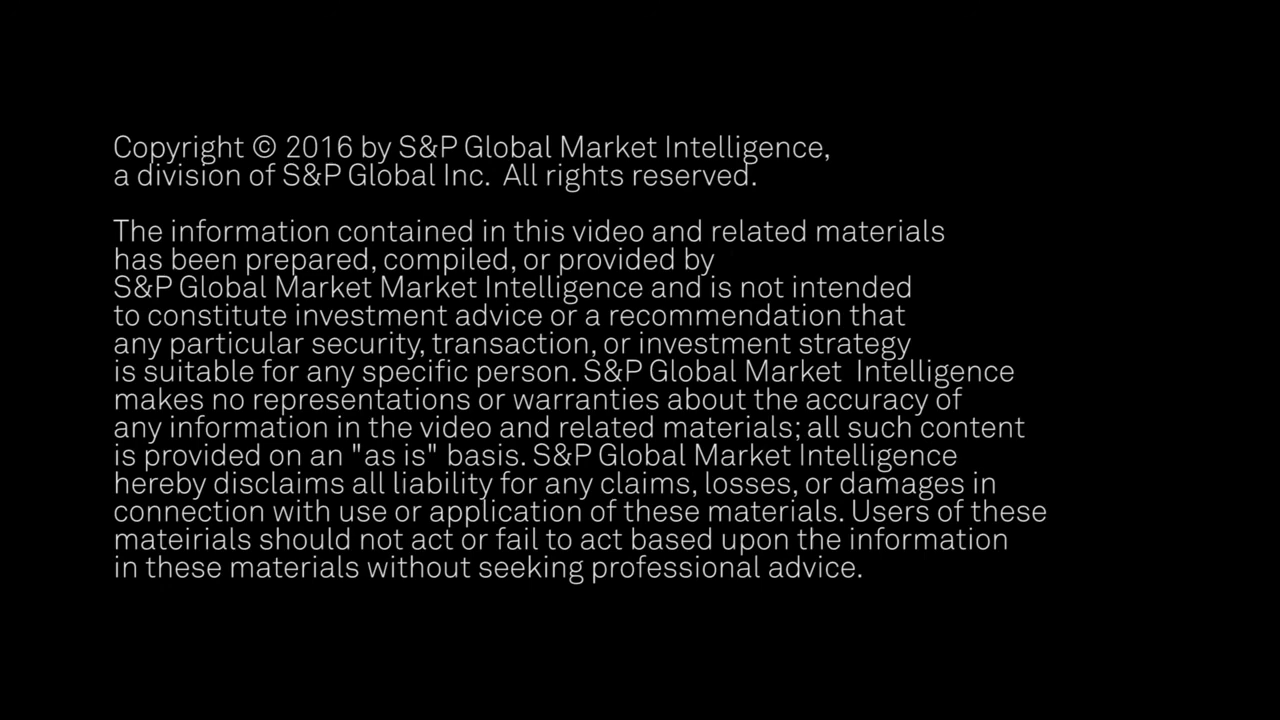 Copyright © 2016 by S&P Global Market Intelligence,
a division of S&P Global Inc.  All rights reserved.
The information contained in this video and related materials
has been prepared, compiled, or provided by
S&P Global Market Market Intelligence and is not intended
to constitute investment advice or a recommendation that
any particular security, transaction, or investment strategy
is suitable for any specific person. S&P Global Market  Intelligence
makes no representations or warranties about the accuracy of
any information in the video and related materials; all such content
is provided on an "as is" basis. S&P Global Market Intelligence
hereby disclaims all liability for any claims, losses, or damages in
connection with use or application of these materials. Users of these
mateirials should not act or fail to act based upon the information
in these materials without seeking professional advice.